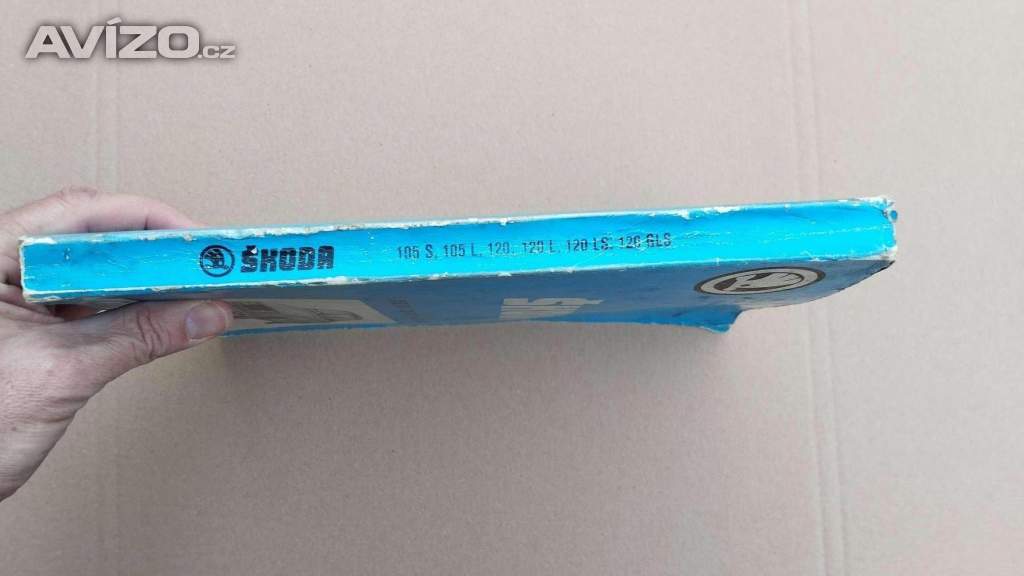 AVÍZO.cz
ŠKODA 105 S, 105 L, 120, 120 L, 120 LS, 120 GLS